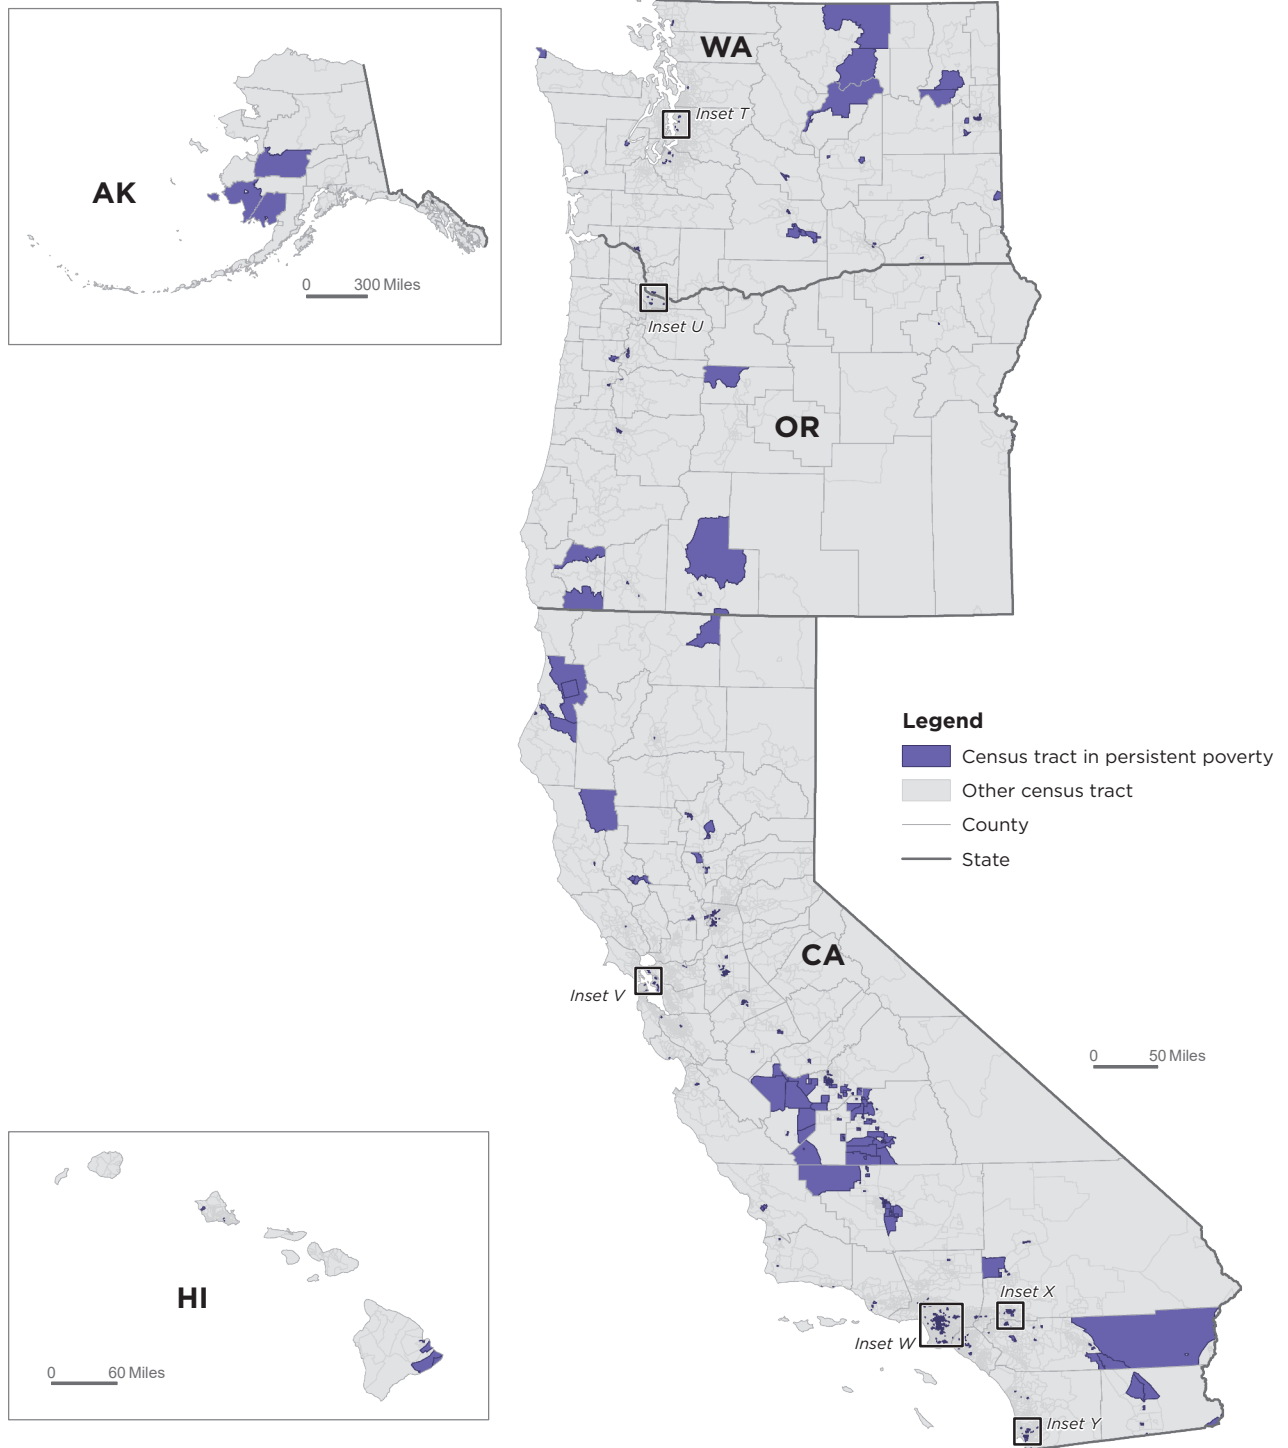 WA
Inset T
AK
0 300 Miles
Inset U
OR
Legend
Census tract in persistent poverty
Other census tract
County
State
CA
Inset V
0 50 Miles
HI
0 60 Miles
Inset X
Inset W
Inset Y